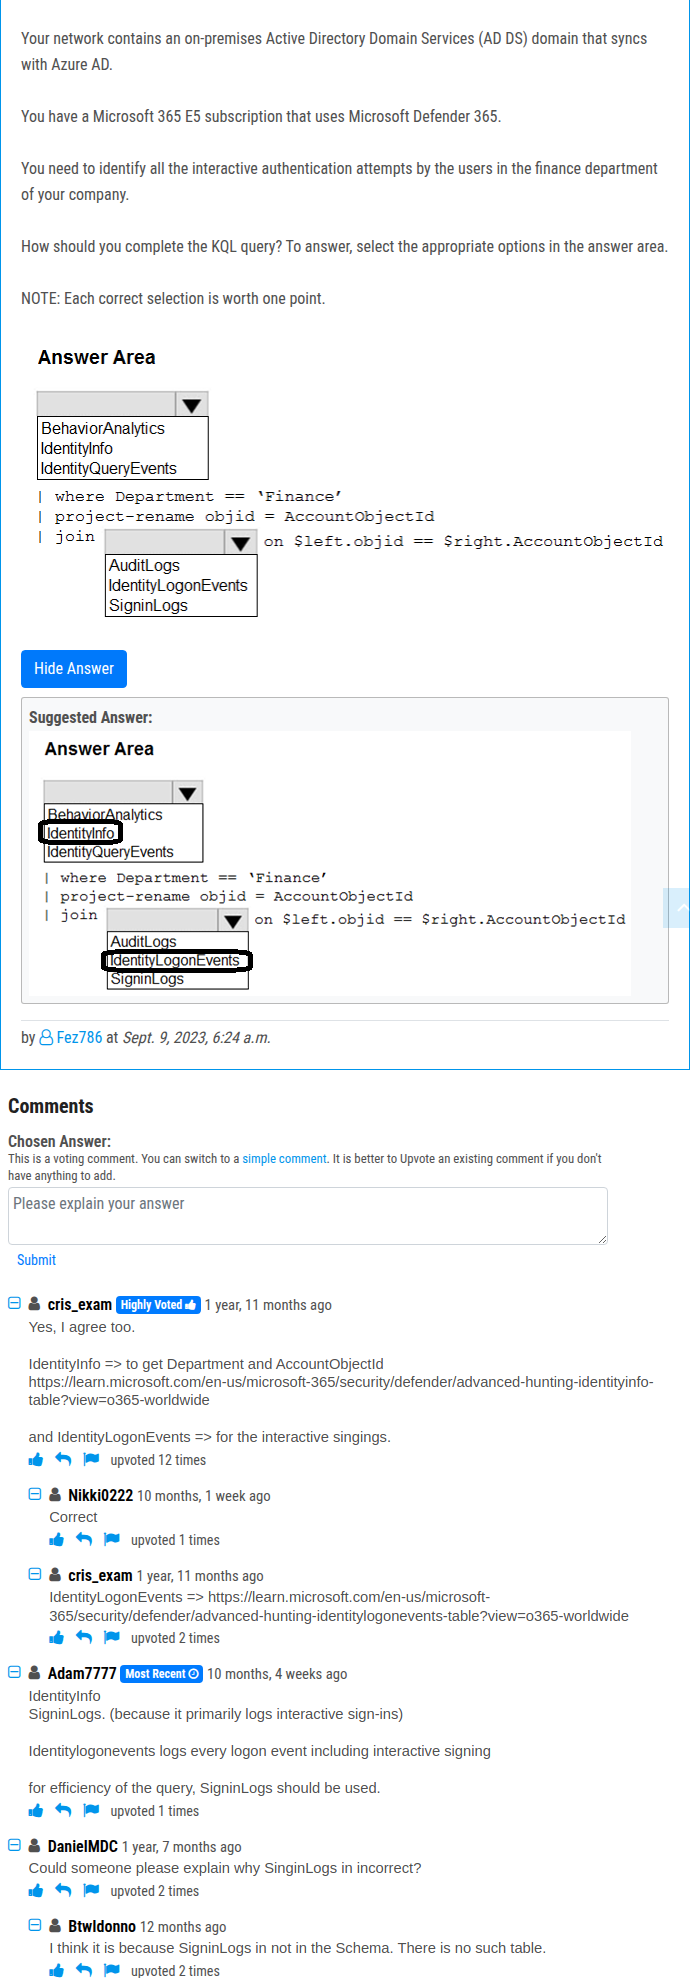 Your network contains an on-premises Active Directory Domain Services (AD DS) domain that syncs
with Azure AD.
You have a Microsoft 365 E5 subscription that uses Microsoft Defender 365.
You need to identify all the interactive authentication attempts by the users in the finance department
of your company.
How should you complete the KQL query? To answer, select the appropriate options in the answer area.
NOTE: Each correct selection is worth one point.
Answer Area
BehaviorAnalytics
IdentityInfo
IdentityQueryEvents
| where Department == ‘Finance’
| project-rename objid = AccountObjectId
| join on $left.objid == $right.AccountObjectId
AuditLogs
IdentityLogonEvents
SigninLogs
Hide Answer
Suggested Answer:
Answer Area
BehaviorAnalytics
IdentityInfo
IdentityQueryEvents
| where Department == ‘Finance’
| project-rename objid = AccountObjectId
| join on $left.objid == $right.AccountObjectId
AuditLogs
IdentityLogonEvents
SigninLogs
by Fez786 at Sept. 9, 2023, 6:24 a.m.
Comments
Chosen Answer:
This is a voting comment. You can switch to a simple comment. It is better to Upvote an existing comment if you don't
have anything to add.
Please explain your answer
Submit
cris_exam Highly Voted 1 year, 11 months ago
Yes, I agree too.
IdentityInfo => to get Department and AccountObjectId
https://learn.microsoft.com/en-us/microsoft-365/security/defender/advanced-hunting-identityinfo-
table?view=o365-worldwide
and IdentityLogonEvents => for the interactive singings.
upvoted 12 times
Nikki0222 10 months, 1 week ago
Correct
upvoted 1 times
cris_exam 1 year, 11 months ago
IdentityLogonEvents => https://learn.microsoft.com/en-us/microsoft-
365/security/defender/advanced-hunting-identitylogonevents-table?view=o365-worldwide
upvoted 2 times
Adam7777 Most Recent 10 months, 4 weeks ago
IdentityInfo
SigninLogs. (because it primarily logs interactive sign-ins)
Identitylogonevents logs every logon event including interactive signing
for efficiency of the query, SigninLogs should be used.
upvoted 1 times
DanielMDC 1 year, 7 months ago
Could someone please explain why SinginLogs in incorrect?
upvoted 2 times
BtwIdonno 12 months ago
I think it is because SigninLogs in not in the Schema. There is no such table.
upvoted 2 times